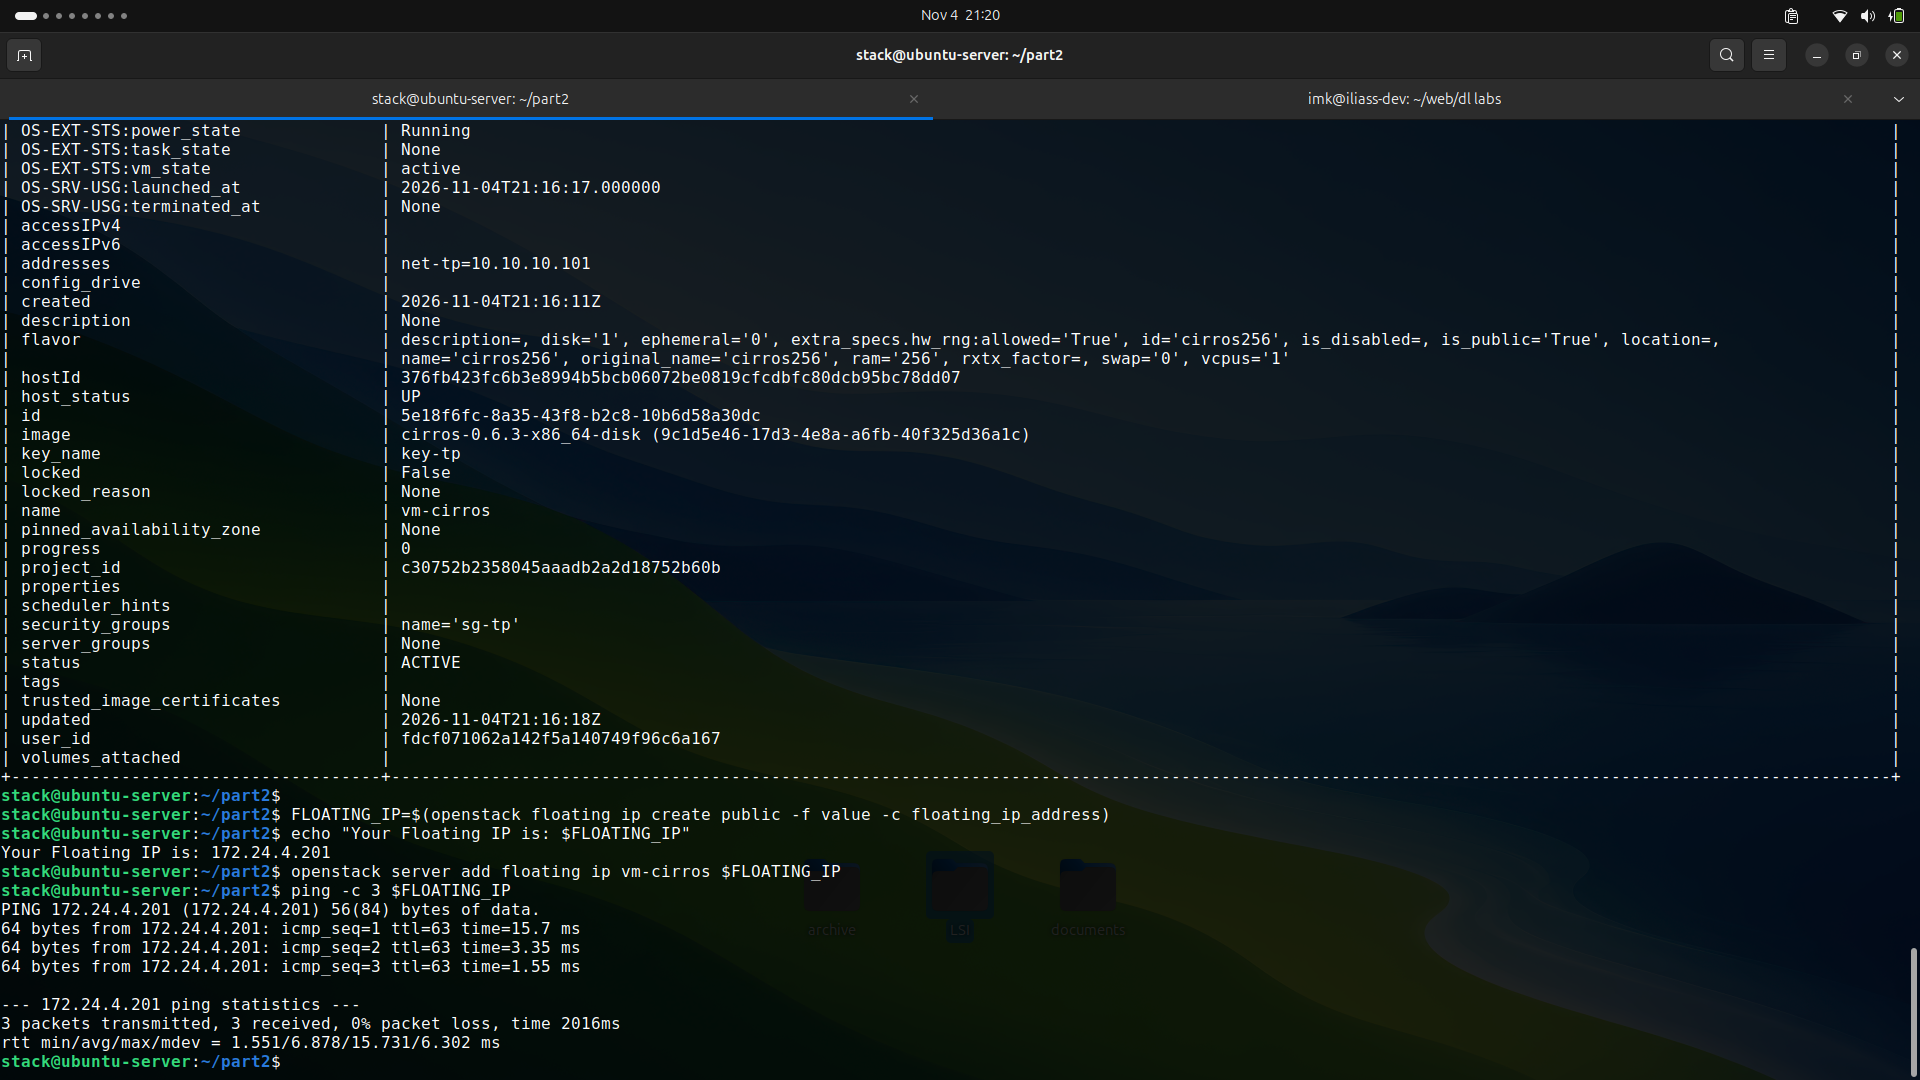 Nov 4 21:20
stack@ubuntu-server: ~/part2
stack@ubuntu-server: ~/part2
imk@iliass-dev: ~/web/dl labs
| OS-EXT-STS:power_state | Running |
| OS-EXT-STS:task_state | None |
| OS-EXT-STS:vm_state | active |
| OS-SRV-USG:launched_at | 2026-11-04T21:16:17.000000 |
| OS-SRV-USG:terminated_at | None |
| accessIPv4 | |
| accessIPv6 | |
| addresses | net-tp=10.10.10.101 |
| config_drive | |
| created | 2026-11-04T21:16:11Z |
| description | None |
| flavor | description=, disk='1', ephemeral='0', extra_specs.hw_rng:allowed='True', id='cirros256', is_disabled=, is_public='True', location=, |
| | name='cirros256', original_name='cirros256', ram='256', rxtx_factor=, swap='0', vcpus='1' |
| hostId | 376fb423fc6b3e8994b5bcb06072be0819cfcdbfc80dcb95bc78dd07 |
| host_status | UP |
| id | 5e18f6fc-8a35-43f8-b2c8-10b6d58a30dc |
| image | cirros-0.6.3-x86_64-disk (9c1d5e46-17d3-4e8a-a6fb-40f325d36a1c) |
| key_name | key-tp |
| locked | False |
| locked_reason | None |
| name | vm-cirros |
| pinned_availability_zone | None |
| progress | 0 |
| project_id | c30752b2358045aaadb2a2d18752b60b |
| properties | |
| scheduler_hints | |
| security_groups | name='sg-tp' |
| server_groups | None |
| status | ACTIVE |
| tags | |
| trusted_image_certificates | None |
| updated | 2026-11-04T21:16:18Z |
| user_id | fdcf071062a142f5a140749f96c6a167 |
| volumes_attached | |
+-------------------------------------+------------------------------------------------------------------------------------------------------------------------------------------------------+
stack@ubuntu-server:~/part2$
stack@ubuntu-server:~/part2$ FLOATING_IP=$(openstack floating ip create public -f value -c floating_ip_address)
stack@ubuntu-server:~/part2$ echo "Your Floating IP is: $FLOATING_IP"
Your Floating IP is: 172.24.4.201
stack@ubuntu-server:~/part2$ openstack server add floating ip vm-cirros $FLOATING_IP
stack@ubuntu-server:~/part2$ ping -c 3 $FLOATING_IP
PING 172.24.4.201 (172.24.4.201) 56(84) bytes of data.
64 bytes from 172.24.4.201: icmp_seq=1 ttl=63 time=15.7 ms
64 bytes from 172.24.4.201: icmp_seq=2 ttl=63 time=3.35 ms
64 bytes from 172.24.4.201: icmp_seq=3 ttl=63 time=1.55 ms
archive
LSI
documents
--- 172.24.4.201 ping statistics ---
3 packets transmitted, 3 received, 0% packet loss, time 2016ms
rtt min/avg/max/mdev = 1.551/6.878/15.731/6.302 ms
stack@ubuntu-server:~/part2$